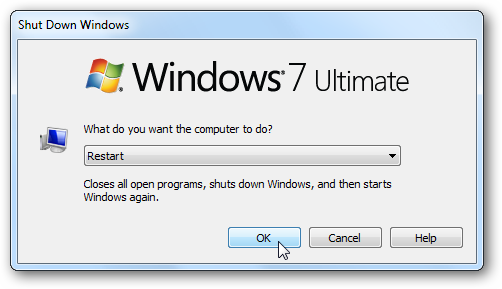 Shut Down Windows
Windows 7 Ultimate
What do you want the computer to do?
Restart
Closes all open programs, shuts down Windows, and then starts
Windows again.
OK Cancel Help